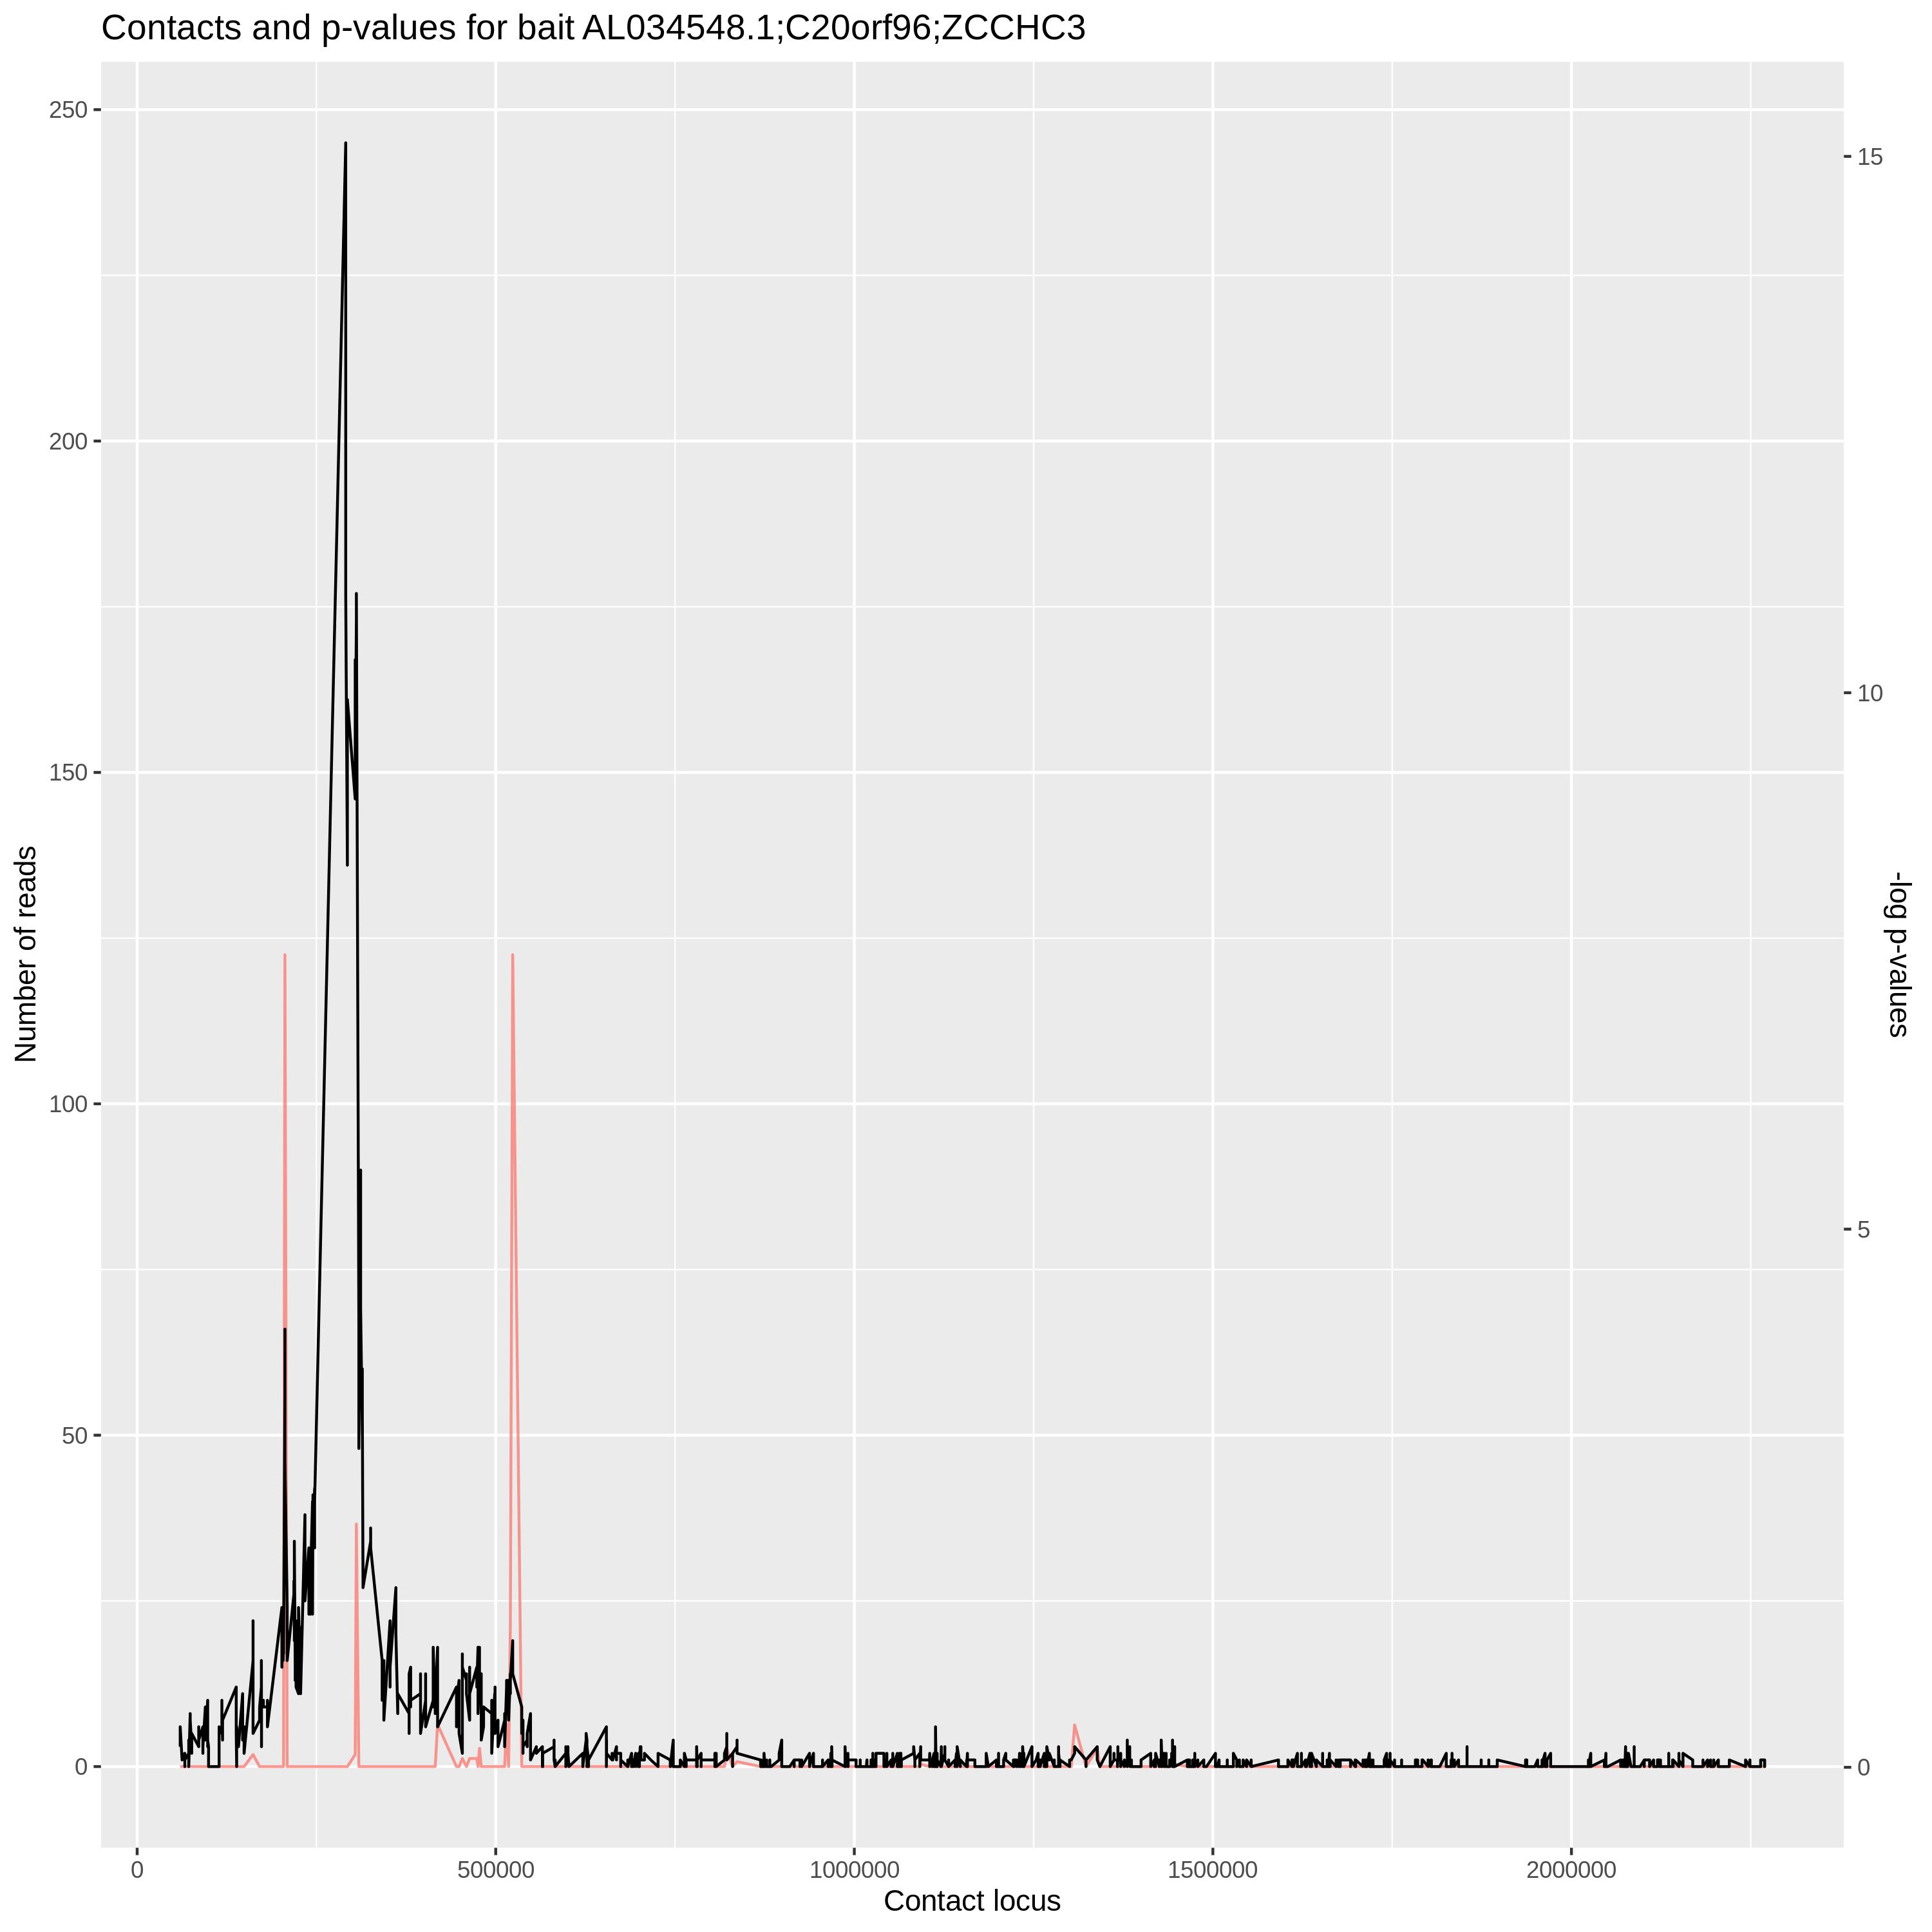 Contacts and p-values for bait AL034548.1;C20orf96;ZCCHC3
250
200
150
100
50
0
Number of reads
15
10
5
0
-log p-values
0 500000 1000000 1500000 2000000
Contact locus